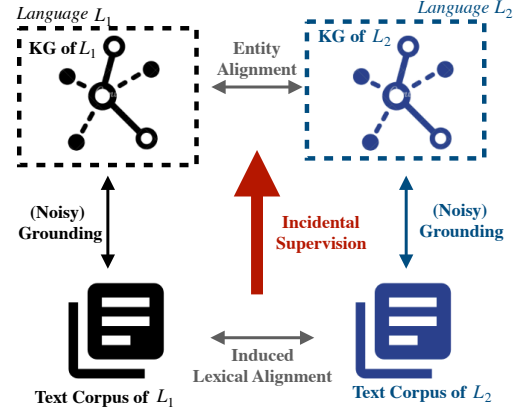 Language L₁
Language L₂
KG of L₁
KG of L₂
Entity
Alignment
(Noisy)
Grounding
Incidental
Supervision
(Noisy)
Grounding
Induced
Lexical Alignment
Text Corpus of L₁
Text Corpus of L₂